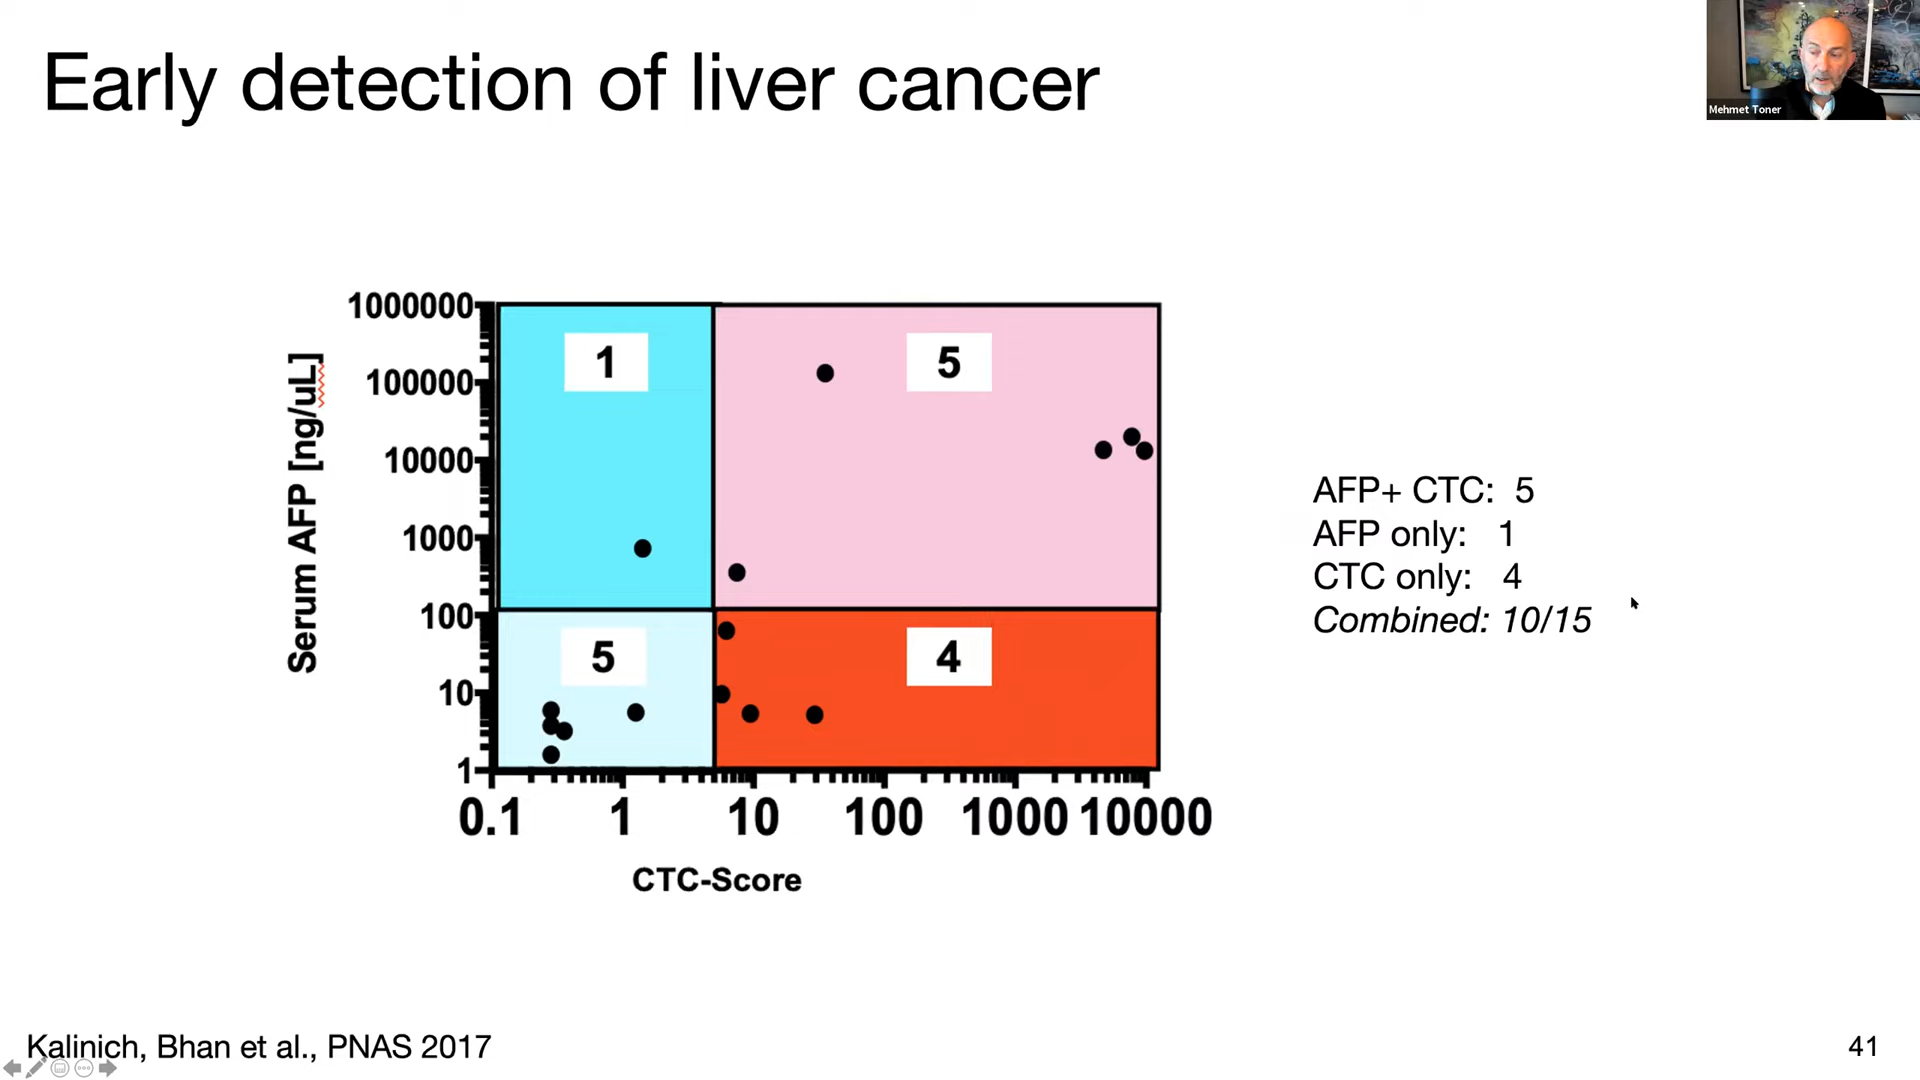 Early detection of liver cancer
Mehmet Toner
Serum AFP [ng/uL]
1000000
100000
10000
1000
100
10
1
1
5
5
4
0.1 1 10 100 1000 10000
CTC-Score
AFP+ CTC: 5
AFP only: 1
CTC only: 4
Combined: 10/15
Kalinich, Bhan et al., PNAS 2017
41